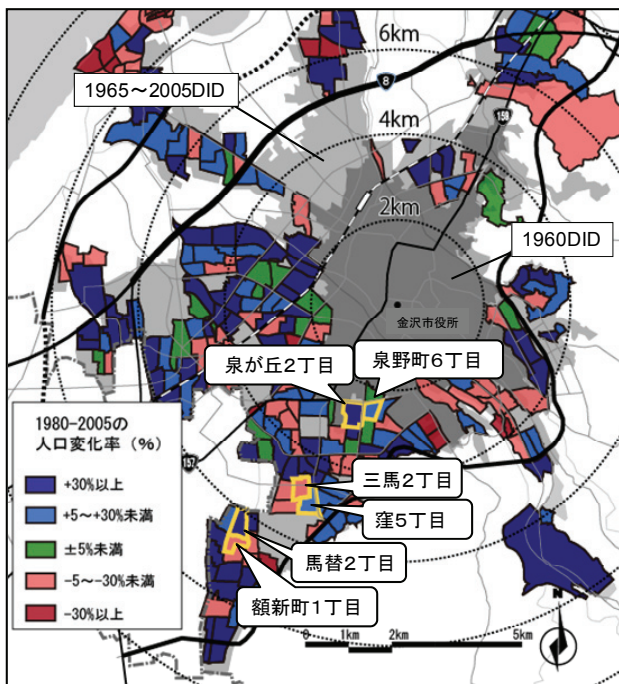 6km
8
1965～2005DID
158
4km
2km
1960DID
金沢市役所
泉が丘2丁目
泉野町6丁目
1980-2005の
人口変化率（%）
157
+30%以上
三馬2丁目
+5～+30%未満
窪5丁目
±5%未満
馬替2丁目
-5～-30%未満
額新町1丁目
-30%以上
N
0 1km 2km 5km